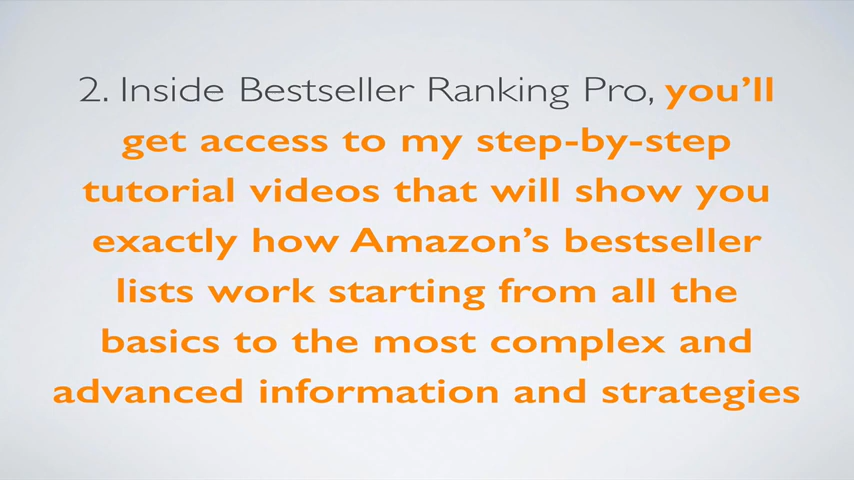 2. Inside Bestseller Ranking Pro, you’ll
get access to my step-by-step
tutorial videos that will show you
exactly how Amazon’s bestseller
lists work starting from all the
basics to the most complex and
advanced information and strategies